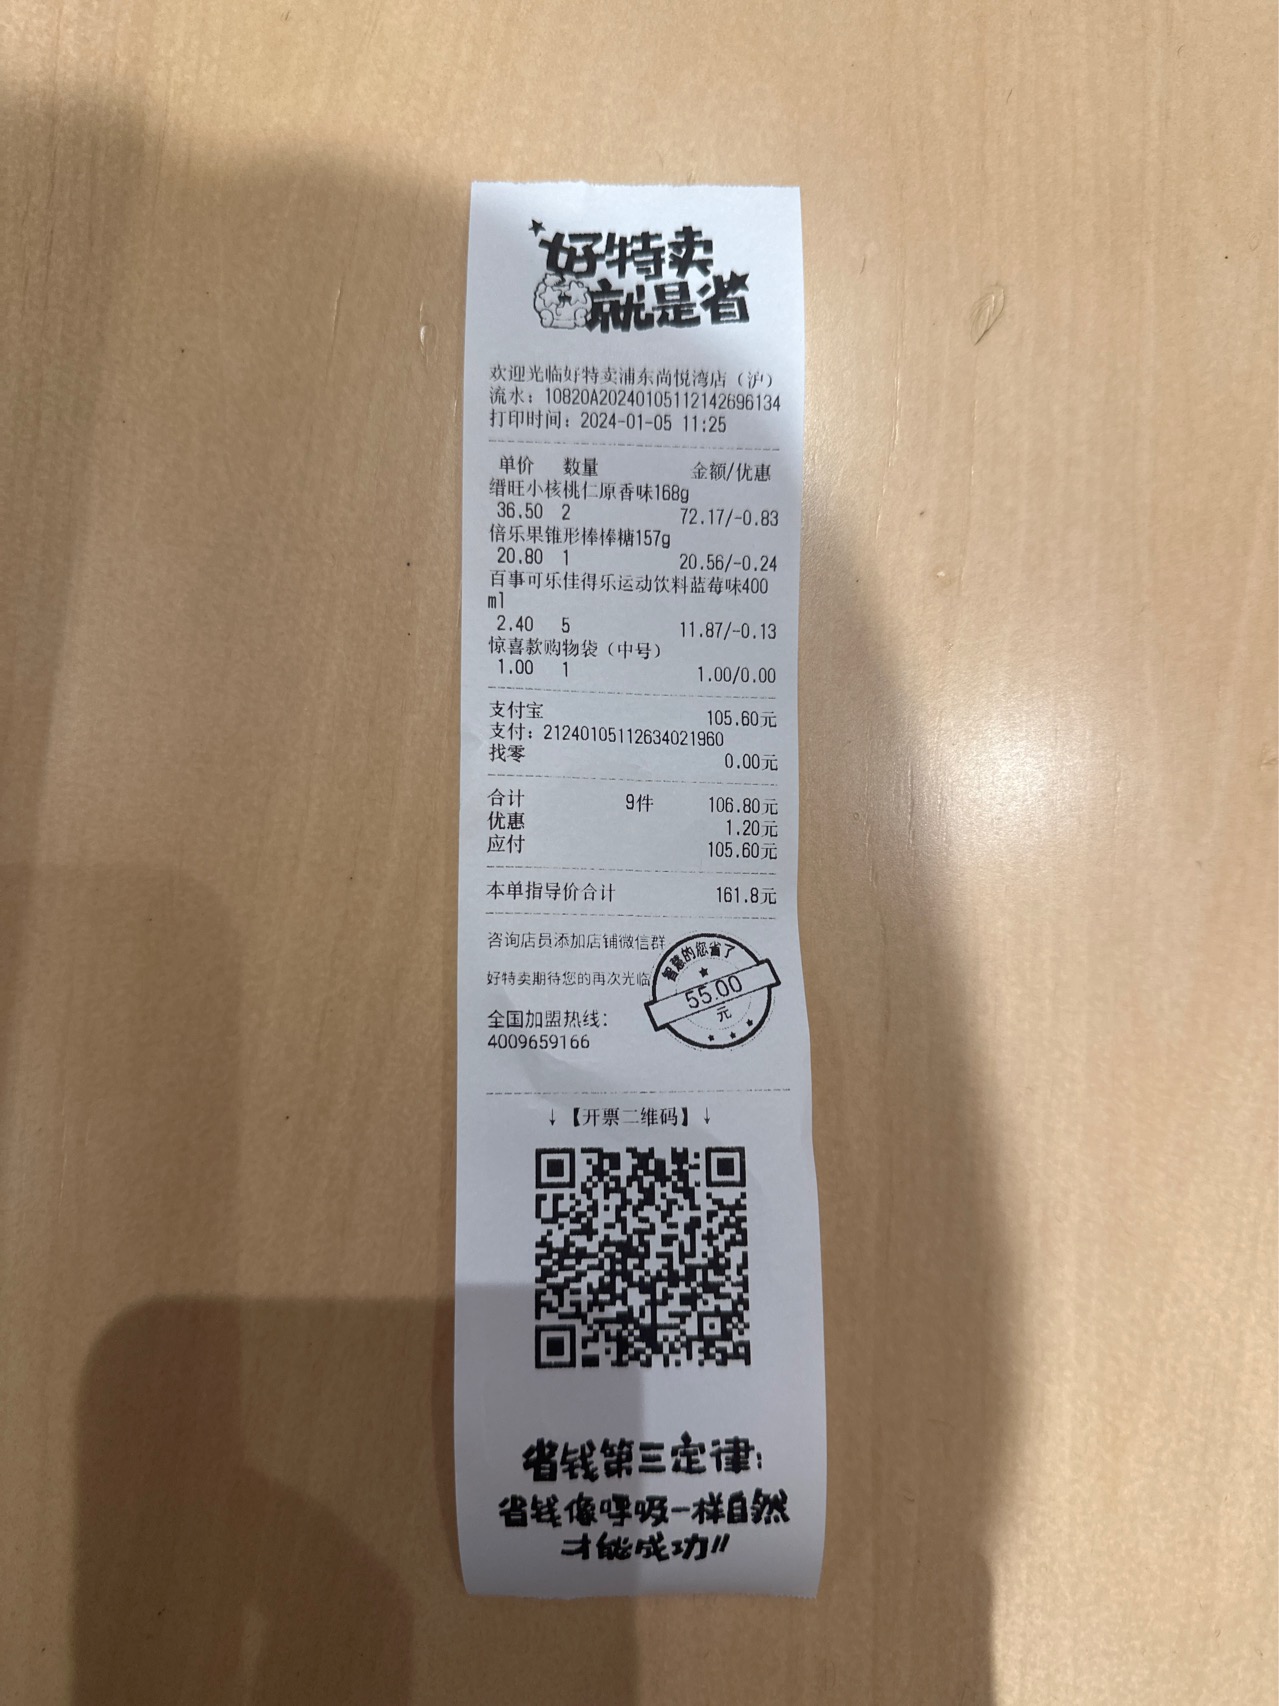 好特卖
就是省
欢迎光临好特卖浦东尚悦湾店（沪）
流水：10820A20240105112142696134
打印时间：2024-01-05 11:25
单价 数量 金额/优惠
缙旺小核桃仁原香味168g
36.50 2 72.17/-0.83
倍乐果锥形棒棒糖157g
20.80 1 20.56/-0.24
百事可乐佳得乐运动饮料蓝莓味400
ml
2.40 5 11.87/-0.13
惊喜款购物袋（中号）
1.00 1 1.00/0.00
支付宝 105.60元
支付：21240105112634021960
找零 0.00元
合计 9件 106.80元
优惠 1.20元
应付 105.60元
本单指导价合计 161.8元
咨询店员添加店铺微信群
好特卖期待您的再次光临
智慧的您省了
55.00
元
全国加盟热线：
4009659166
↓【开票二维码】↓
省钱第三定律：
省钱像呼吸一样自然
才能成功!!